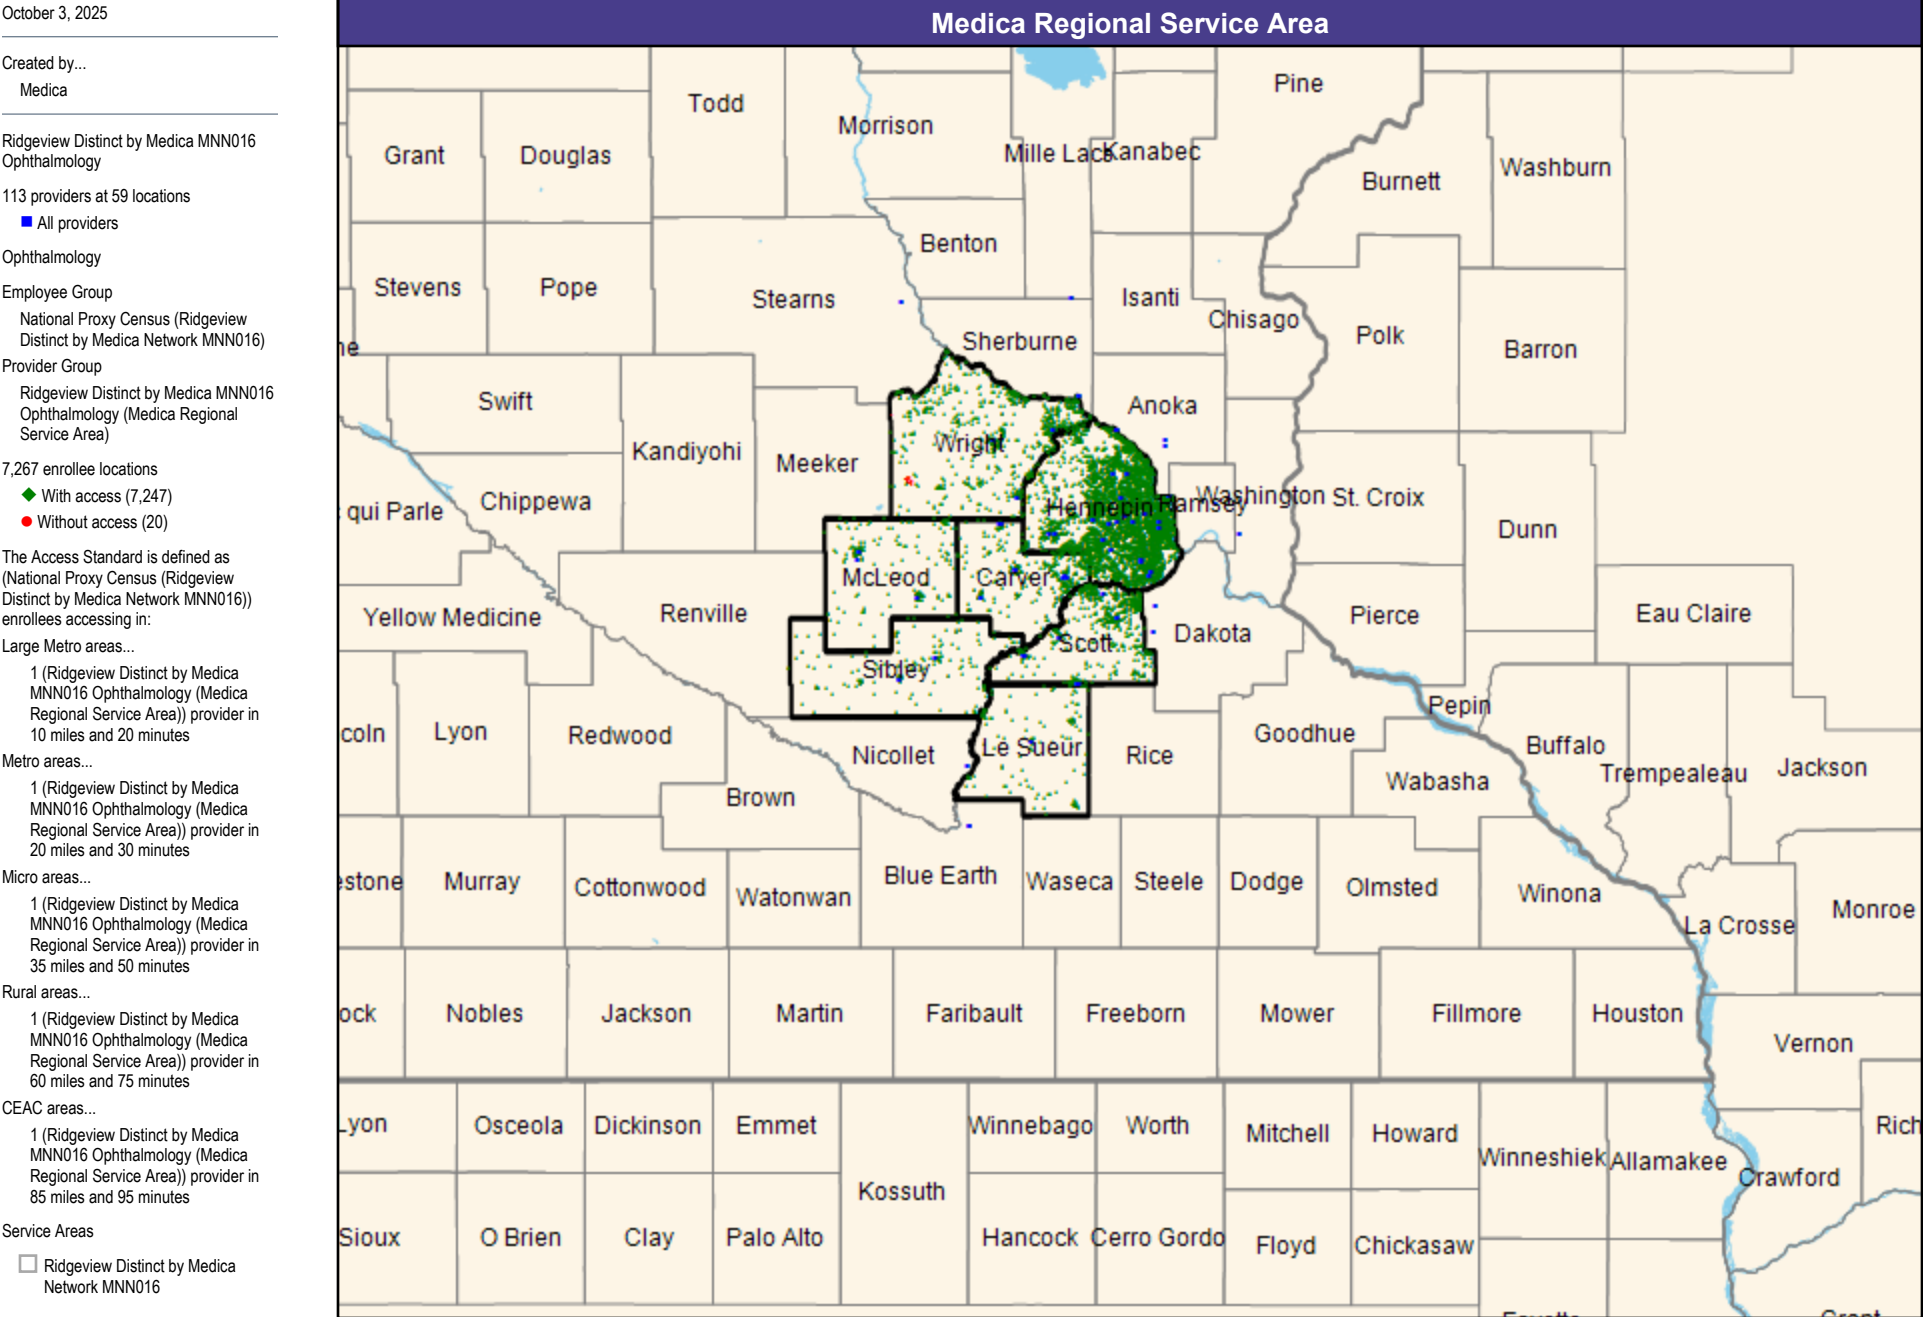 October 3, 2025
Created by...
Medica
Ridgeview Distinct by Medica MNN016
Ophthalmology
113 providers at 59 locations
All providers
Ophthalmology
Employee Group
National Proxy Census (Ridgeview
Distinct by Medica Network MNN016)
Provider Group
Ridgeview Distinct by Medica MNN016
Ophthalmology (Medica Regional
Service Area)
7,267 enrollee locations
With access (7,247)
Without access (20)
The Access Standard is defined as
(National Proxy Census (Ridgeview
Distinct by Medica Network MNN016))
enrollees accessing in:
Large Metro areas...
1 (Ridgeview Distinct by Medica
MNN016 Ophthalmology (Medica
Regional Service Area)) provider in
10 miles and 20 minutes
Metro areas...
1 (Ridgeview Distinct by Medica
MNN016 Ophthalmology (Medica
Regional Service Area)) provider in
20 miles and 30 minutes
Micro areas...
1 (Ridgeview Distinct by Medica
MNN016 Ophthalmology (Medica
Regional Service Area)) provider in
35 miles and 50 minutes
Rural areas...
1 (Ridgeview Distinct by Medica
MNN016 Ophthalmology (Medica
Regional Service Area)) provider in
60 miles and 75 minutes
CEAC areas...
1 (Ridgeview Distinct by Medica
MNN016 Ophthalmology (Medica
Regional Service Area)) provider in
85 miles and 95 minutes
Service Areas
Ridgeview Distinct by Medica
Network MNN016
Medica Regional Service Area
Pine
Todd
Morrison
Mille Lacs
Kanabec
Grant
Douglas
Burnett
Washburn
Benton
Stevens
Pope
Stearns
Isanti
Chisago
Sherburne
Polk
Barron
ne
Swift
Anoka
Wright
Kandiyohi
Meeker
Chippewa
qui Parle
Hennepin
Ramsey
Washington
St. Croix
Dunn
McLeod
Carver
Yellow Medicine
Renville
Scott
Dakota
Pierce
Eau Claire
Sibley
Pepin
coln
Lyon
Redwood
Nicollet
Le Sueur
Rice
Goodhue
Buffalo
Trempealeau
Jackson
Wabasha
Brown
estone
Murray
Cottonwood
Watonwan
Blue Earth
Waseca
Steele
Dodge
Olmsted
Winona
La Crosse
Monroe
ock
Nobles
Jackson
Martin
Faribault
Freeborn
Mower
Fillmore
Houston
Vernon
Lyon
Osceola
Dickinson
Emmet
Winnebago
Worth
Mitchell
Howard
Winneshiek
Allamakee
Crawford
Rich
Kossuth
Sioux
O Brien
Clay
Palo Alto
Hancock
Cerro Gordo
Floyd
Chickasaw